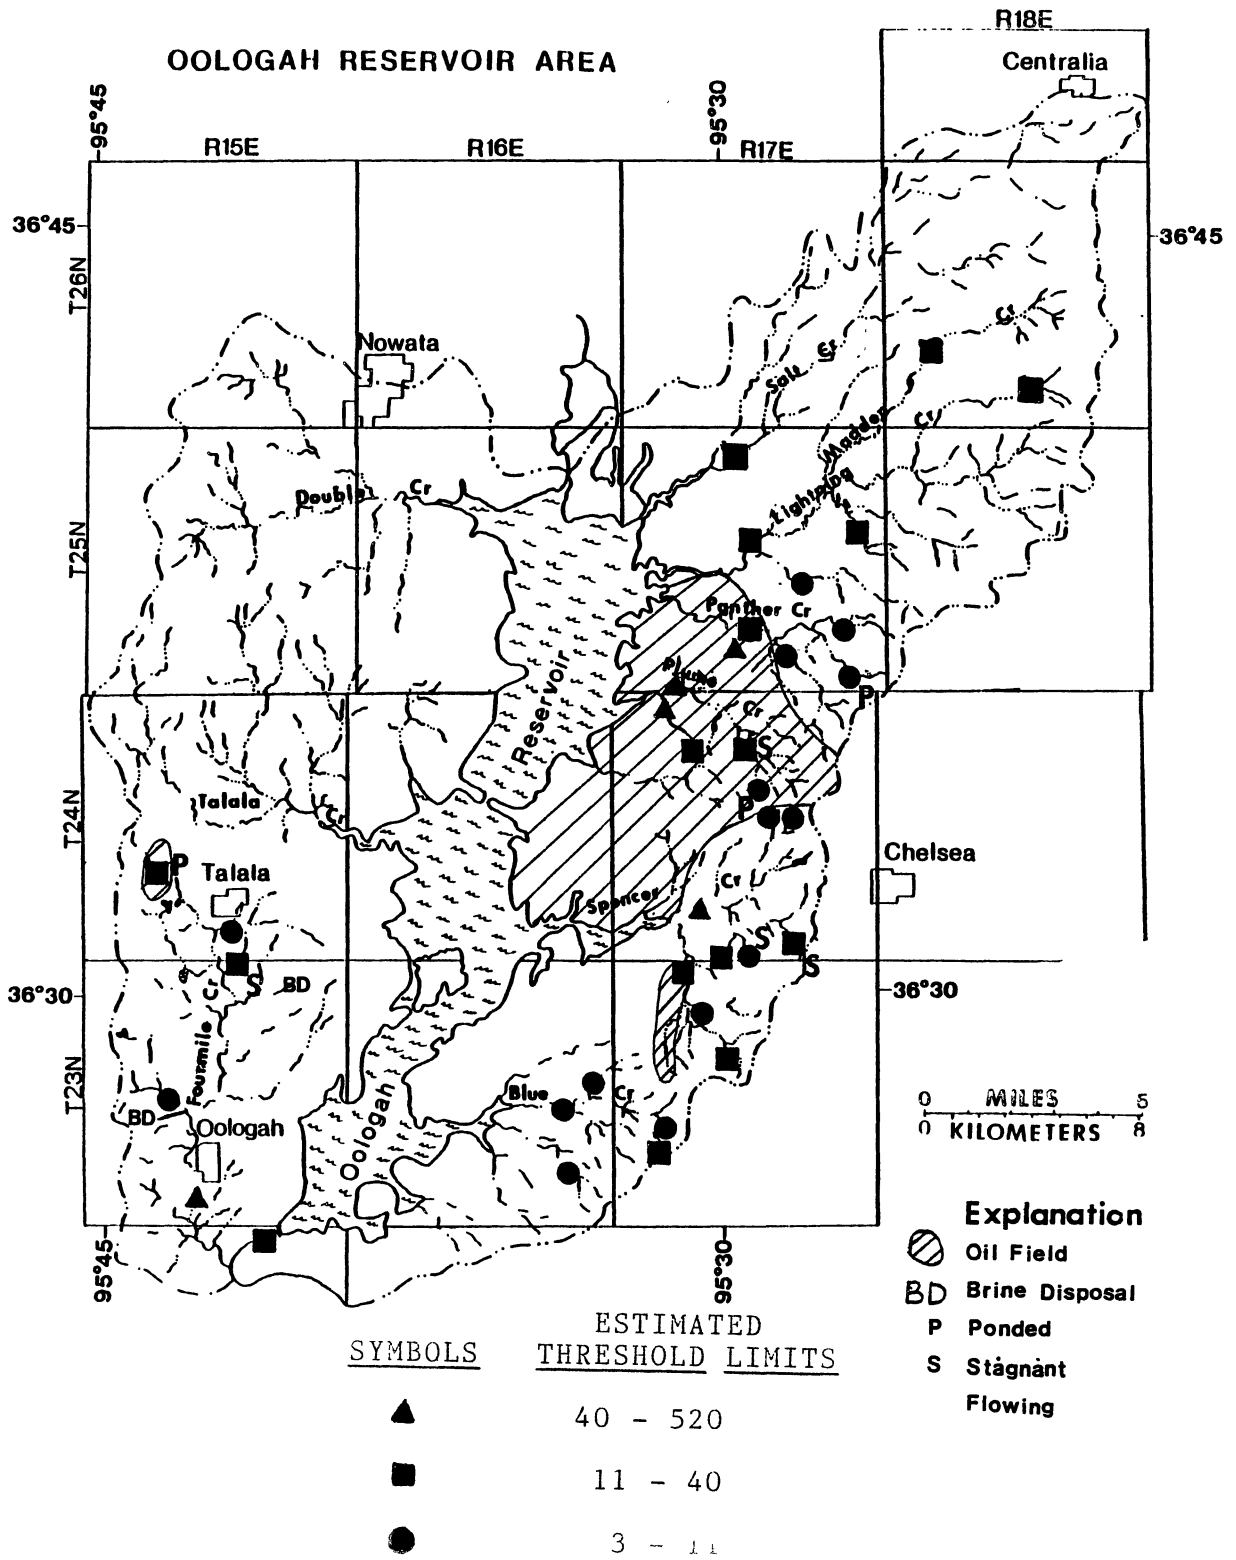 R18E
OOLOGAH RESERVOIR AREA
Centralia
95°45
95°30
R15E
R16E
R17E
36°45
36°45
T26N
Cr
Nowata
Salt Cr
Madden
Cr
Double Cr
Lightning
T25N
Panther Cr
P
Cr
S
Reservoir
P
T24N
Talala
Cr
Chelsea
P
Talala
Cr
Spencer
S
S
S
BD
Cr
36°30
36°30
Fourmile
T23N
Blue
Cr
0 MILES 5
0 KILOMETERS 8
BD
Oologah
Oologah
95°45
95°30
Explanation
Oil Field
BD Brine Disposal
P Ponded
S Stagnant
Flowing
ESTIMATED
SYMBOLS THRESHOLD LIMITS
40 - 520
11 - 40
3 - 11